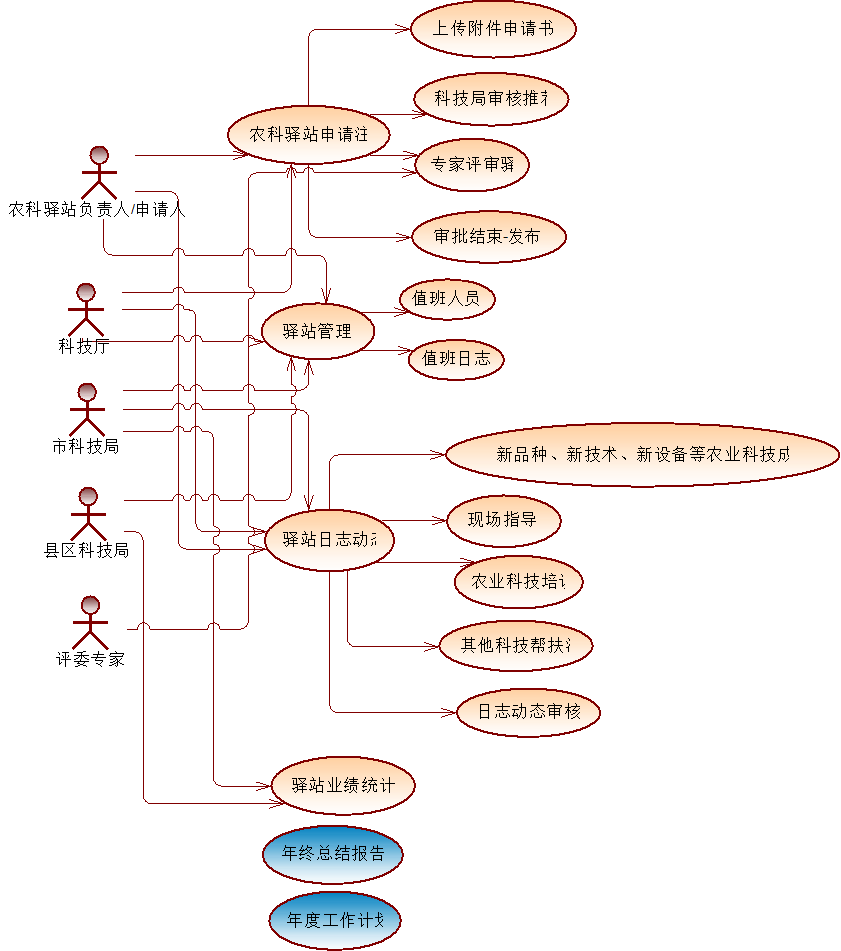 上传附件申请书
科技局审核推
农科驿站申请注
专家评审驿
农科驿站负责人/申请人
审批结束-发布
值班人员
驿站管理
科技厅
值班日志
市科技局
新品种、新技术、新设备等农业科技成
现场指导
驿站日志动
县区科技局
农业科技培
其他科技帮扶
评委专家
日志动态审核
驿站业绩统计
年终总结报告
年度工作计划